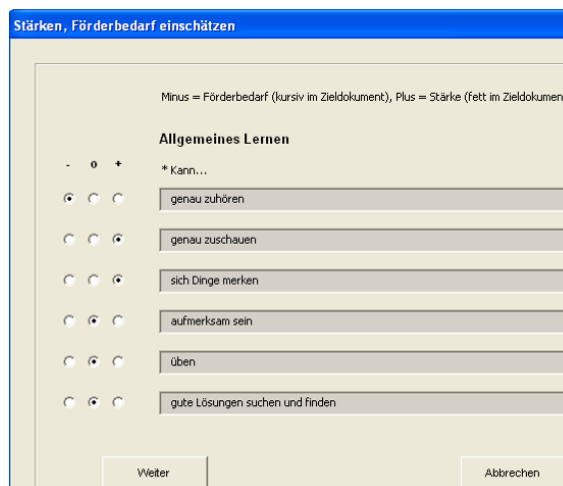 Stärken, Förderbedarf einschätzen
Minus = Förderbedarf (kursiv im Zieldokument), Plus = Stärke (fett im Zieldokumen
Allgemeines Lernen
- o +
* Kann...
genau zuhören
genau zuschauen
sich Dinge merken
aufmerksam sein
üben
gute Lösungen suchen und finden
Weiter Abbrechen